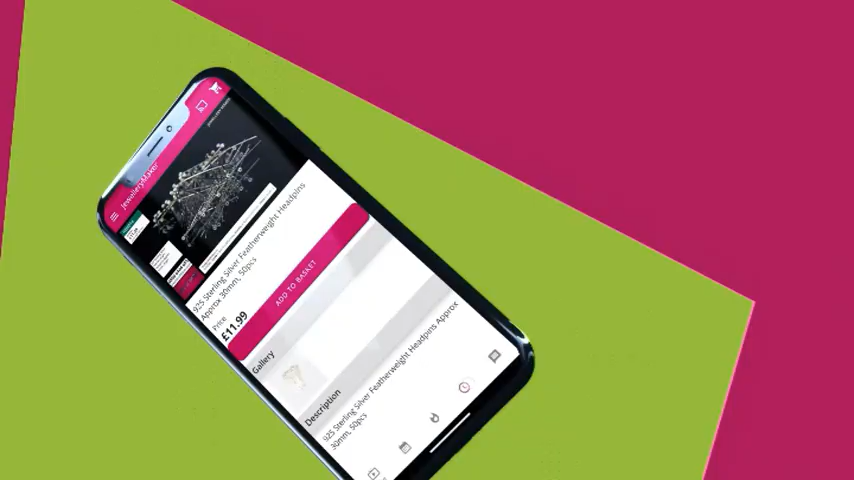 JewelleryMaker
925 Sterling Silver Featherweight Headpins
Approx 30mm, 50pcs
Price
£11.99
ADD TO BASKET
Gallery
Description
925 Sterling Silver Featherweight Headpins Approx
30mm, 50pcs